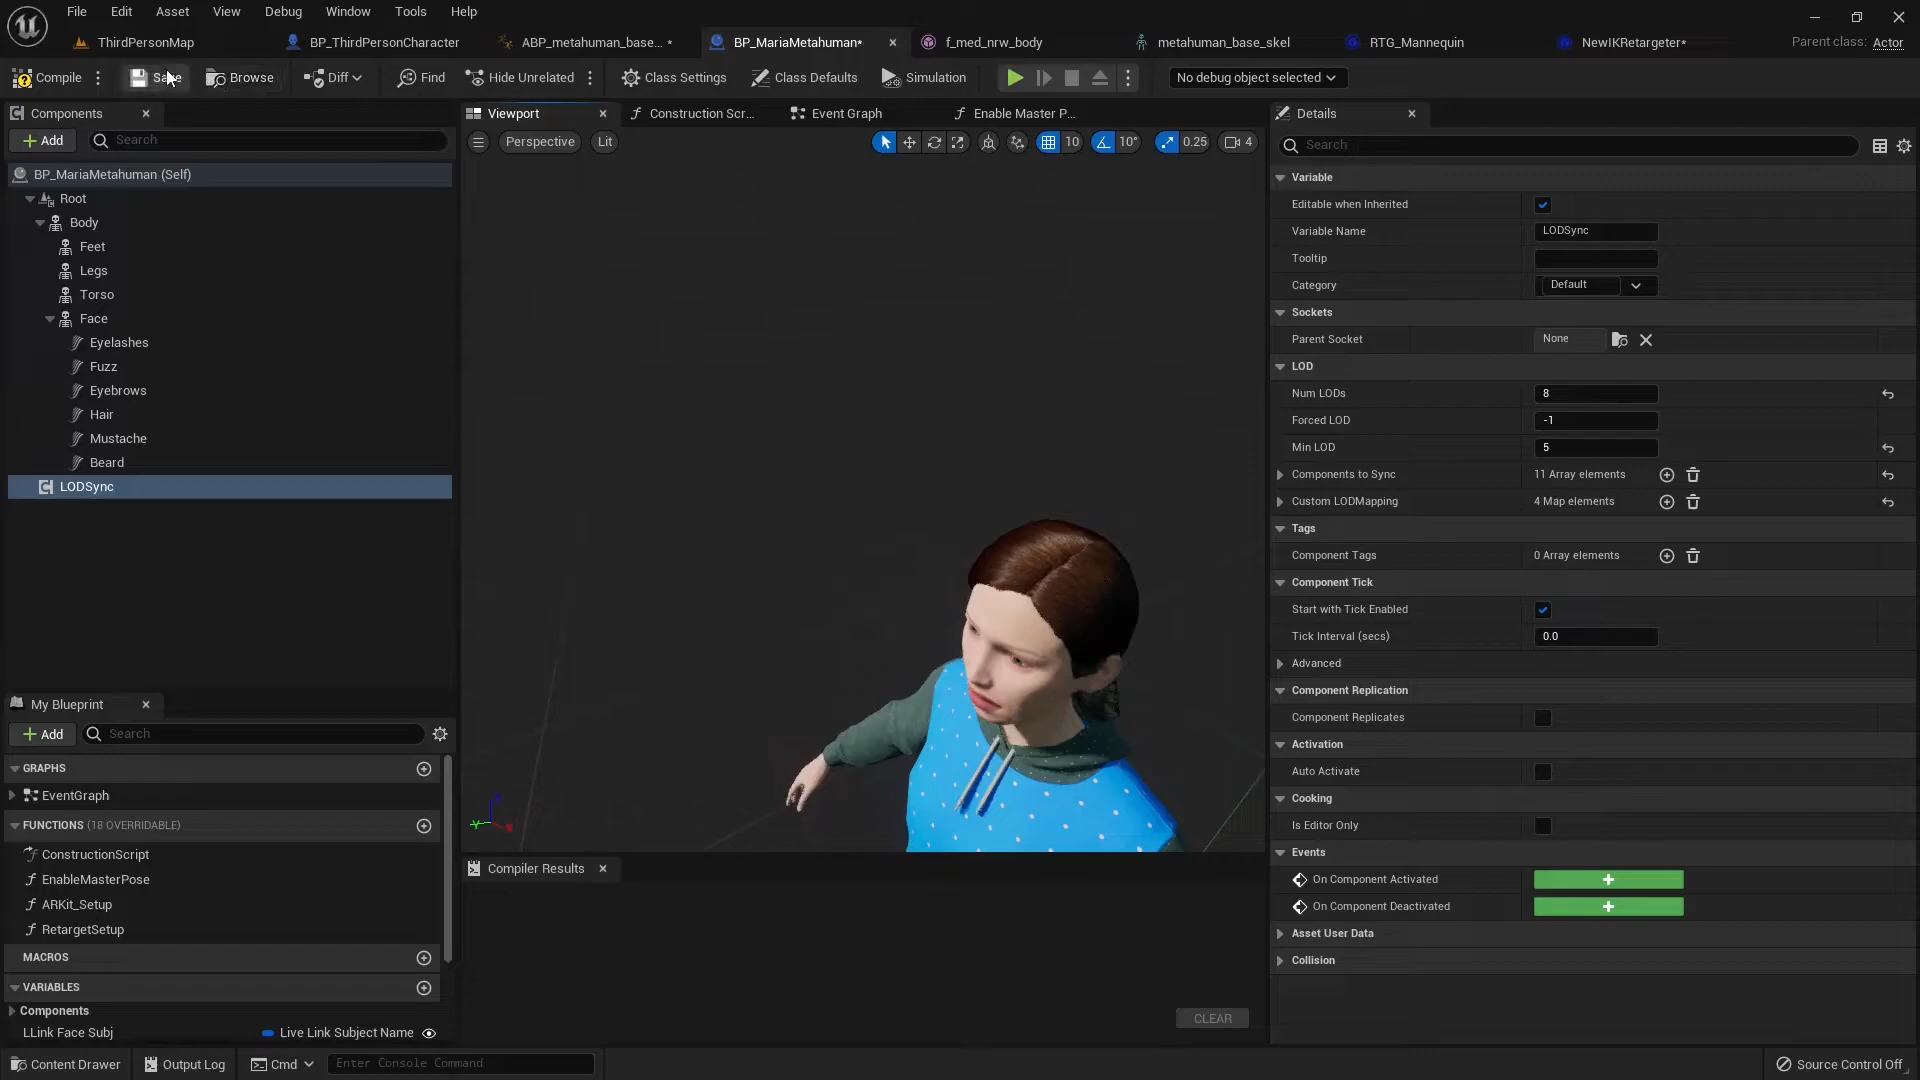 File Edit Asset View Debug Window Tools Help
ThirdPersonMap BP_ThirdPersonCharacter ABP_metahuman_base... * BP_MariaMetahuman* f_med_nrw_body metahuman_base_skel RTG_Mannequin NewIKRetargeter* Parent class: Actor
Compile Save Browse Diff Find Hide Unrelated Class Settings Class Defaults Simulation No debug object selected
Components
Add Search
BP_MariaMetahuman (Self)
Root
Body
Feet
Legs
Torso
Face
Eyelashes
Fuzz
Eyebrows
Hair
Mustache
Beard
LODSync
My Blueprint
Add Search
GRAPHS
EventGraph
FUNCTIONS (18 OVERRIDABLE)
ConstructionScript
EnableMasterPose
ARKit_Setup
RetargetSetup
MACROS
VARIABLES
Components
LLink Face Subj Live Link Subject Name
Viewport Construction Scr... Event Graph Enable Master P...
Perspective Lit 10 10° 0.25 4
Compiler Results
CLEAR
Details
Search
Variable
Editable when Inherited
Variable Name LODSync
Tooltip
Category Default
Sockets
Parent Socket None
LOD
Num LODs 8
Forced LOD -1
Min LOD 5
Components to Sync 11 Array elements
Custom LODMapping 4 Map elements
Tags
Component Tags 0 Array elements
Component Tick
Start with Tick Enabled
Tick Interval (secs) 0.0
Advanced
Component Replication
Component Replicates
Activation
Auto Activate
Cooking
Is Editor Only
Events
On Component Activated
On Component Deactivated
Asset User Data
Collision
Content Drawer Output Log Cmd Enter Console Command Source Control Off